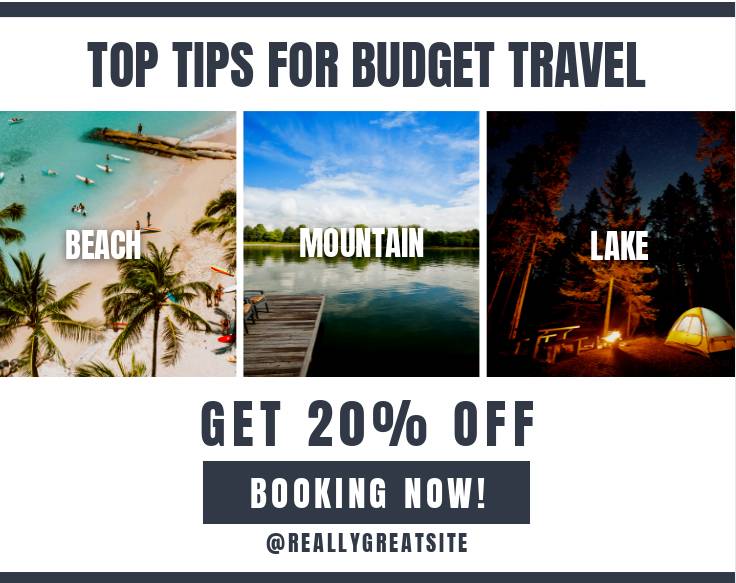 TOP TIPS FOR BUDGET TRAVEL
BEACH
MOUNTAIN
LAKE
GET 20% OFF
BOOKING NOW!
@REALLYGREATSITE